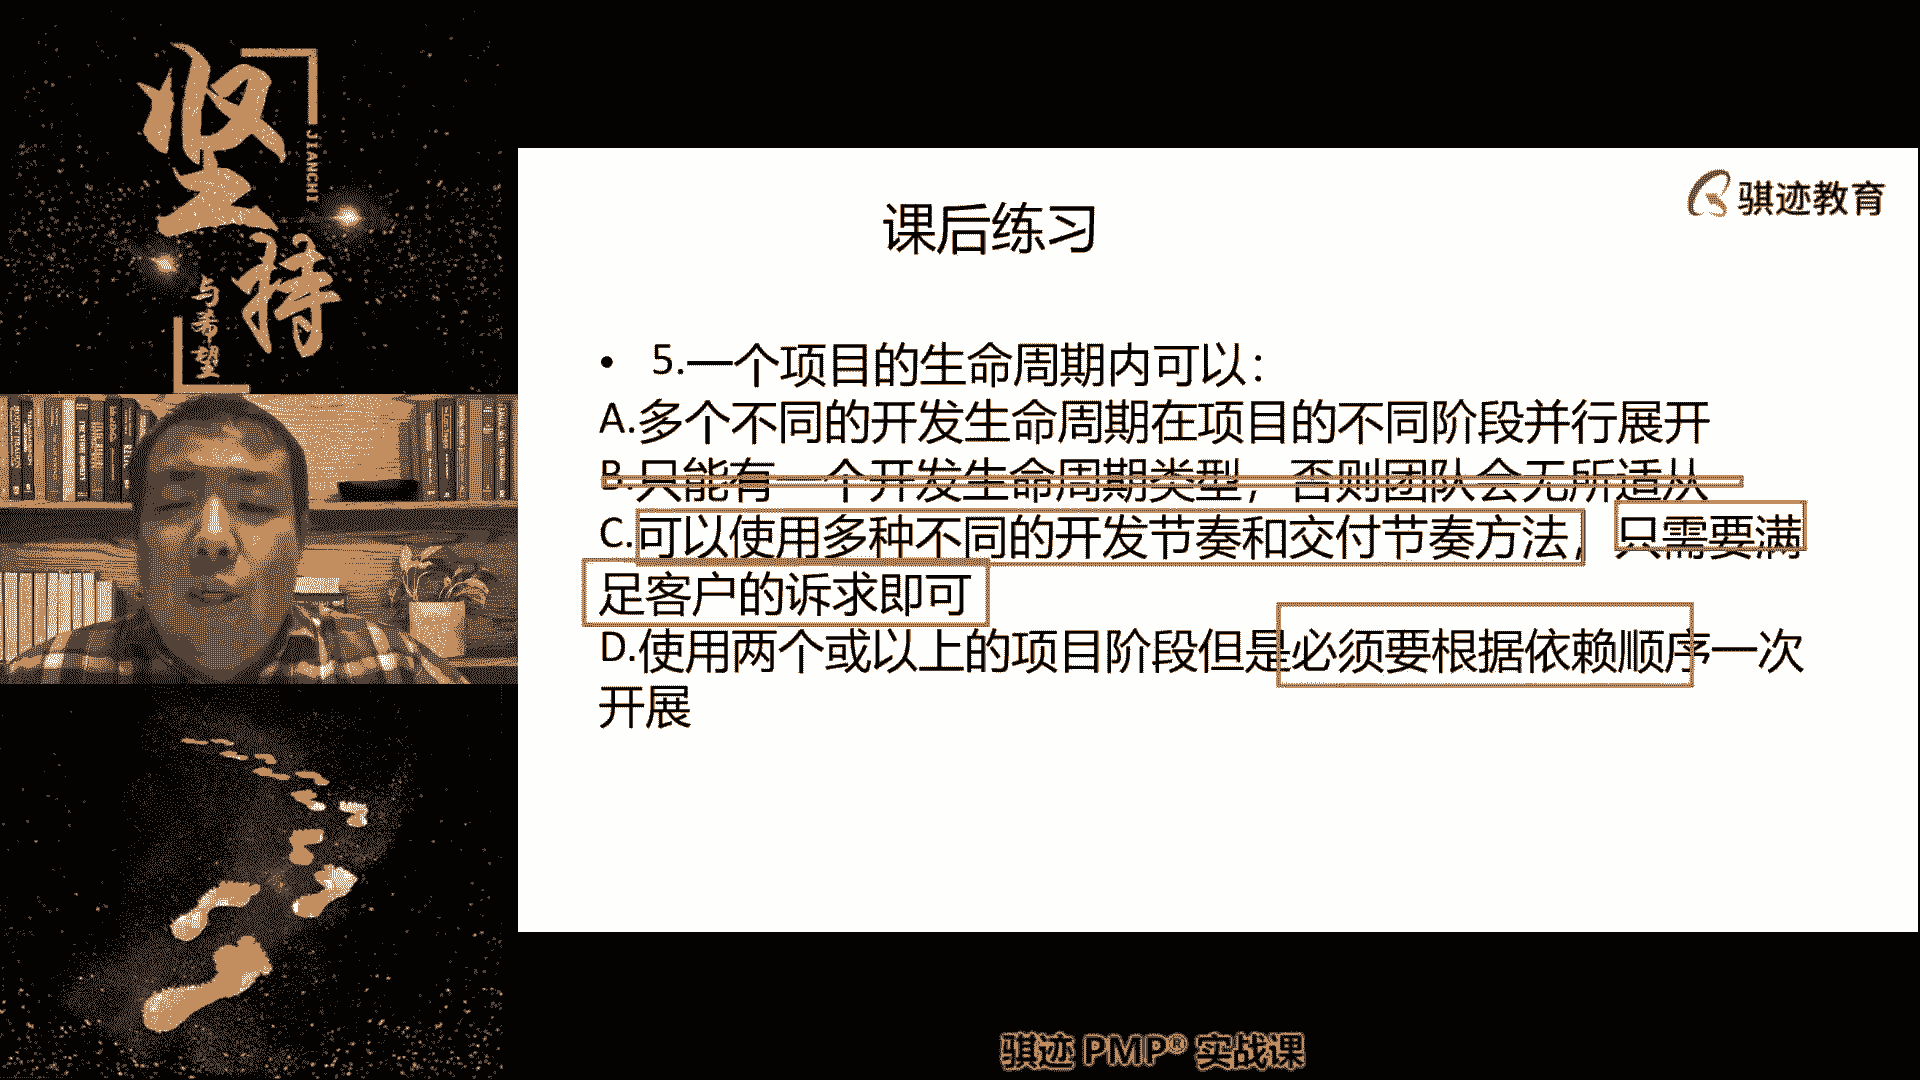 坚持
JIANCHI
与希望
骐迹教育
课后练习
• 5.一个项目的生命周期内可以：
A.多个不同的开发生命周期在项目的不同阶段并行展开
B.只能有一个开发生命周期类型，否则团队会无所适从
C.可以使用多种不同的开发节奏和交付节奏方法，只需要满
足客户的诉求即可
D.使用两个或以上的项目阶段但是必须要根据依赖顺序一次
开展
骐迹 PMP® 实战课